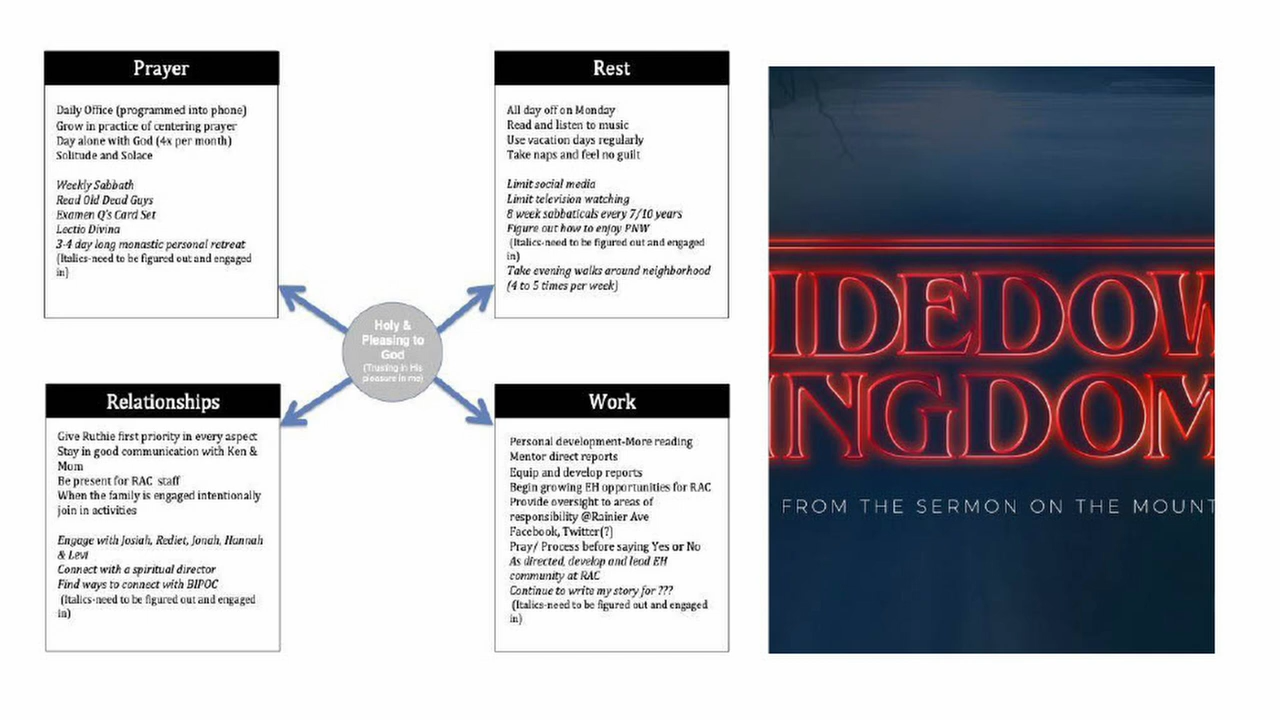 Prayer
Daily Office (programmed into phone)
Grow in practice of centering prayer
Day alone with God (4x per month)
Solitude and Solace
Weekly Sabbath
Read Old Dead Guys
Examen Q's Card Set
Lectio Divina
3-4 day long monastic personal retreat
(Italics-need to be figured out and engaged
in)
Rest
All day off on Monday
Read and listen to music
Use vacation days regularly
Take naps and feel no guilt
Limit social media
Limit television watching
8 week sabbaticals every 7/10 years
Figure out how to enjoy PNW
(Italics-need to be figured out and engaged
in)
Take evening walks around neighborhood
(4 to 5 times per week)
Holy &
Pleasing to
God
(Trusting in His
pleasure in me)
Relationships
Give Ruthie first priority in every aspect
Stay in good communication with Ken &
Mom
Be present for RAC staff
When the family is engaged intentionally
join in activities
Engage with Josiah, Rediet, Jonah, Hannah
& Levi
Connect with a spiritual director
Find ways to connect with BIPOC
(Italics-need to be figured out and engaged
in)
Work
Personal development-More reading
Mentor direct reports
Equip and develop reports
Begin growing EH opportunities for RAC
Provide oversight to areas of
responsibility @Rainier Ave
Facebook, Twitter(?)
Pray/ Process before saying Yes or No
As directed, develop and lead EH
community at RAC
Continue to write my story for ???
(Italics-need to be figured out and engaged
in)
IDEDOW
INGDOM
FROM THE SERMON ON THE MOUNT